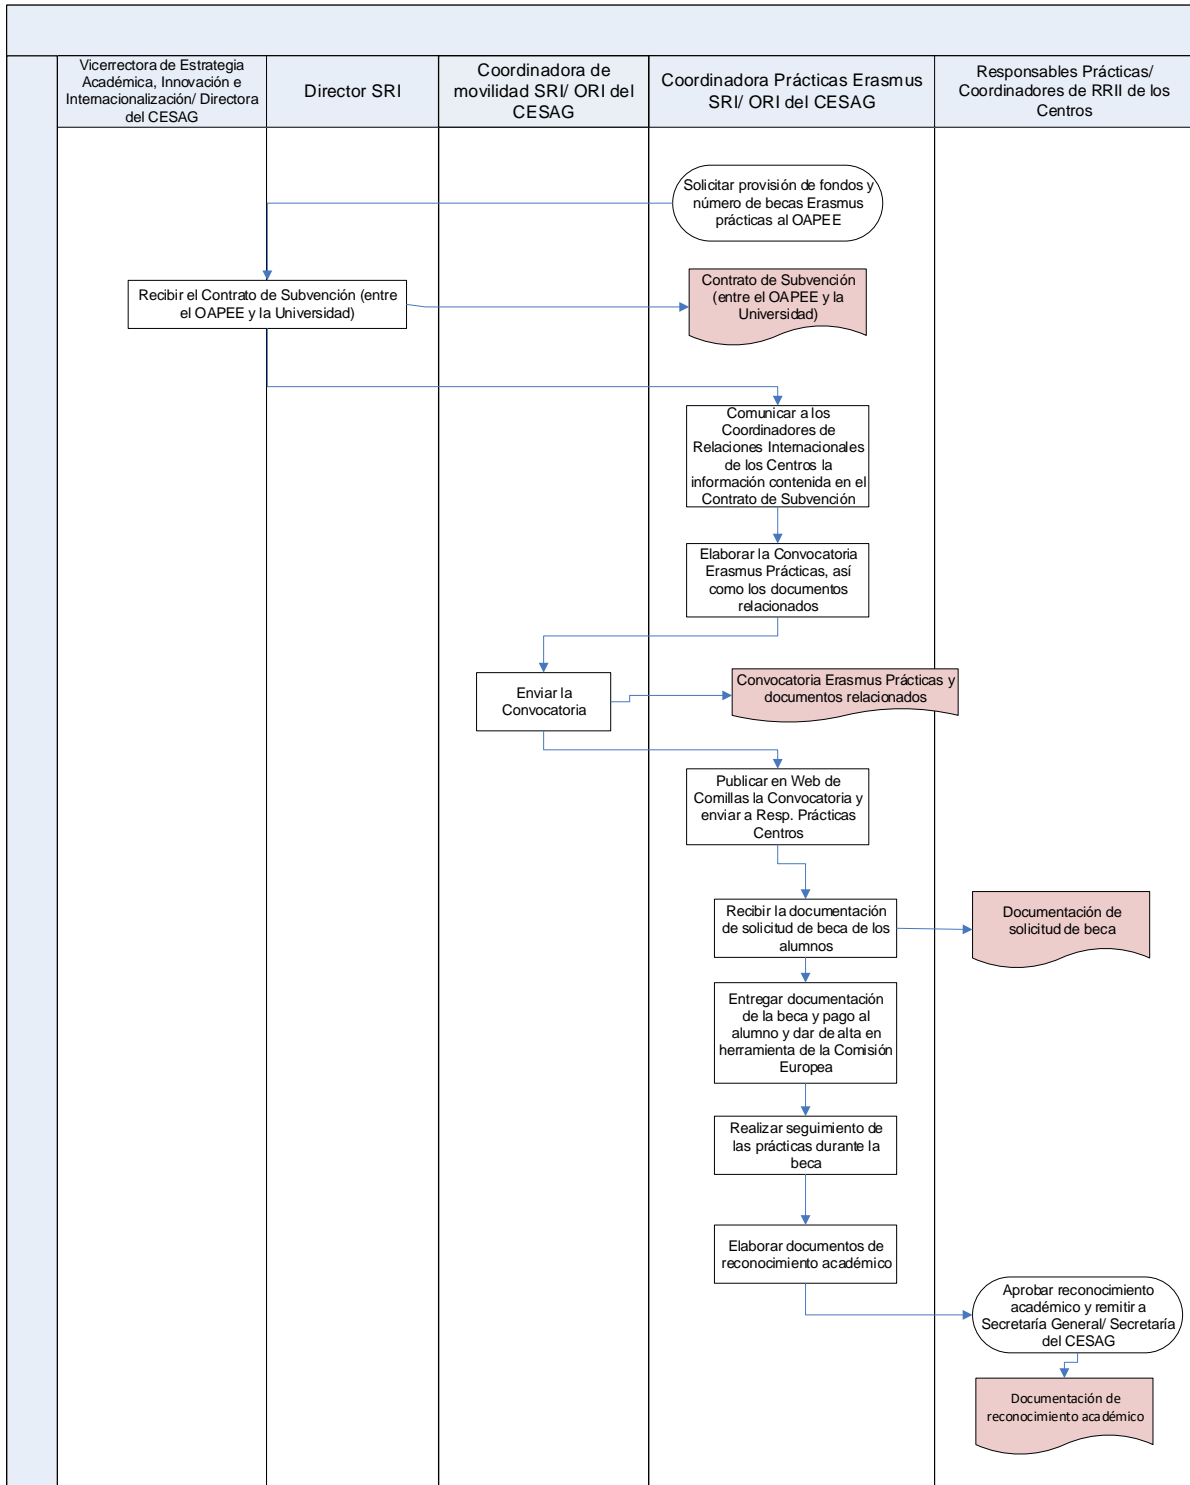 Vicerrectora de Estrategia
Académica, Innovación e
Internacionalización/ Directora
del CESAG
Director SRI
Coordinadora de
movilidad SRI/ ORI del
CESAG
Coordinadora Prácticas Erasmus
SRI/ ORI del CESAG
Responsables Prácticas/
Coordinadores de RRII de los
Centros
Solicitar provisión de fondos y
número de becas Erasmus
prácticas al OAPEE
Recibir el Contrato de Subvención (entre
el OAPEE y la Universidad)
Contrato de Subvención
(entre el OAPEE y la
Universidad)
Comunicar a los
Coordinadores de
Relaciones Internacionales
de los Centros la
información contenida en el
Contrato de Subvención
Elaborar la Convocatoria
Erasmus Prácticas, así
como los documentos
relacionados
Enviar la
Convocatoria
Convocatoria Erasmus Prácticas y
documentos relacionados
Publicar en Web de
Comillas la Convocatoria y
enviar a Resp. Prácticas
Centros
Recibir la documentación
de solicitud de beca de los
alumnos
Documentación de
solicitud de beca
Entregar documentación
de la beca y pago al
alumno y dar de alta en
herramienta de la Comisión
Europea
Realizar seguimiento de
las prácticas durante la
beca
Elaborar documentos de
reconocimiento académico
Aprobar reconocimiento
académico y remitir a
Secretaría General/ Secretaría
del CESAG
Documentación de
reconocimiento académico